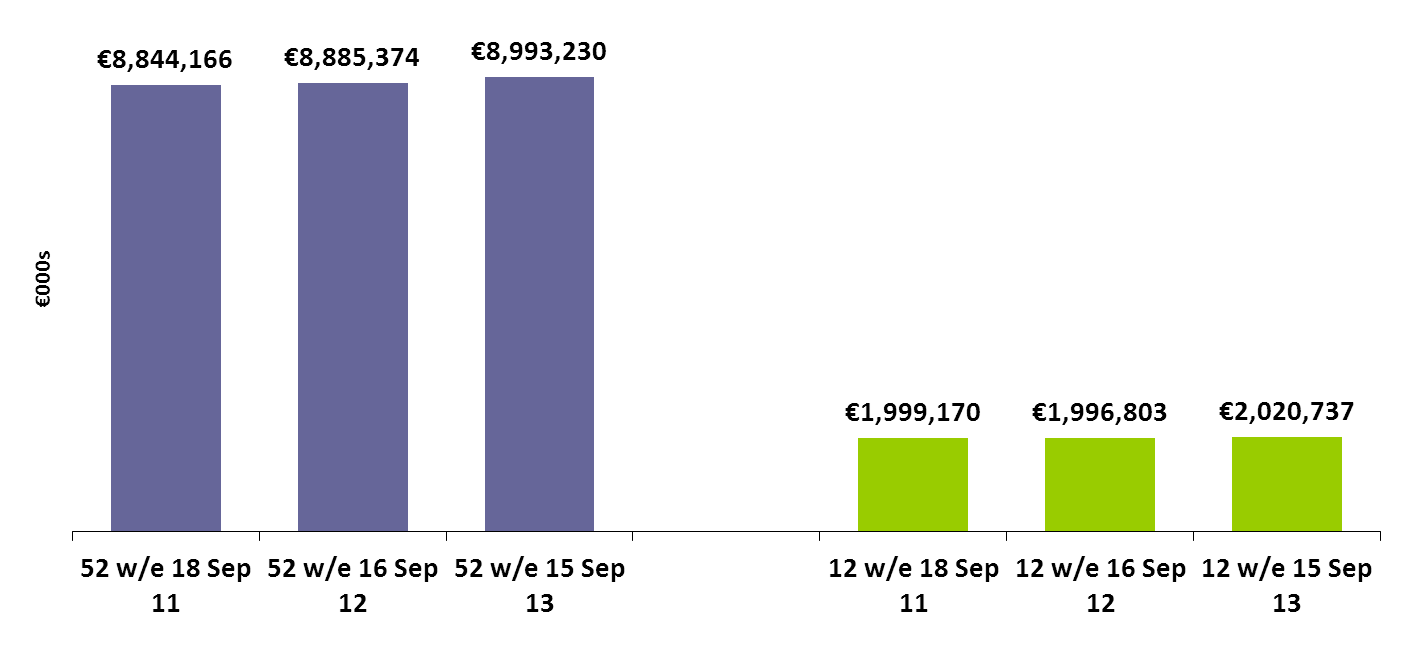 €8,844,166
€8,885,374
€8,993,230
€1,999,170
€1,996,803
€2,020,737
€000s
52 w/e 18 Sep
11
52 w/e 16 Sep
12
52 w/e 15 Sep
13
12 w/e 18 Sep
11
12 w/e 16 Sep
12
12 w/e 15 Sep
13